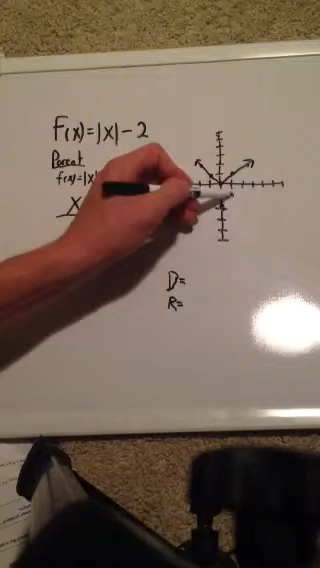 F(x)=|x|-2
Parent
f(x)=|x|
x
D=
R=